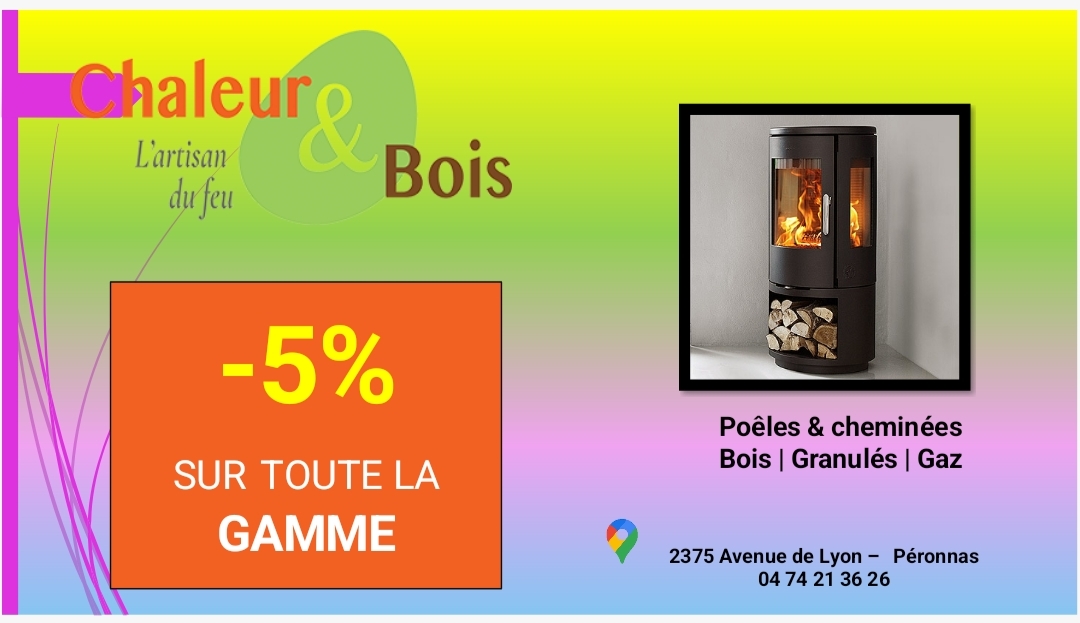 Chaleur
&
L'artisan
du feu
Bois
-5%
SUR TOUTE LA
GAMME
Poêles & cheminées
Bois | Granulés | Gaz
2375 Avenue de Lyon – Péronnas
04 74 21 36 26